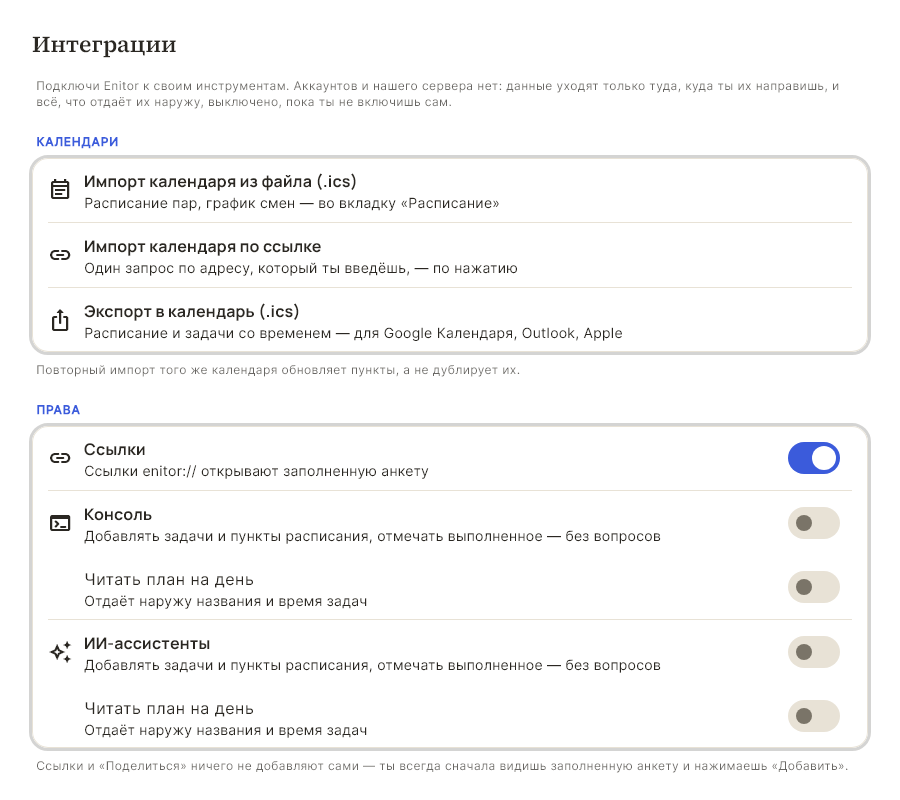 Интеграции
Подключи Enitor к своим инструментам. Аккаунтов и нашего сервера нет: данные уходят только туда, куда ты их направишь, и
всё, что отдаёт их наружу, выключено, пока ты не включишь сам.
КАЛЕНДАРИ
Импорт календаря из файла (.ics)
Расписание пар, график смен — во вкладку «Расписание»
Импорт календаря по ссылке
Один запрос по адресу, который ты введёшь, — по нажатию
Экспорт в календарь (.ics)
Расписание и задачи со временем — для Google Календаря, Outlook, Apple
Повторный импорт того же календаря обновляет пункты, а не дублирует их.
ПРАВА
Ссылки
Ссылки enitor:// открывают заполненную анкету
Консоль
Добавлять задачи и пункты расписания, отмечать выполненное — без вопросов
Читать план на день
Отдаёт наружу названия и время задач
ИИ-ассистенты
Добавлять задачи и пункты расписания, отмечать выполненное — без вопросов
Читать план на день
Отдаёт наружу названия и время задач
Ссылки и «Поделиться» ничего не добавляют сами — ты всегда сначала видишь заполненную анкету и нажимаешь «Добавить».